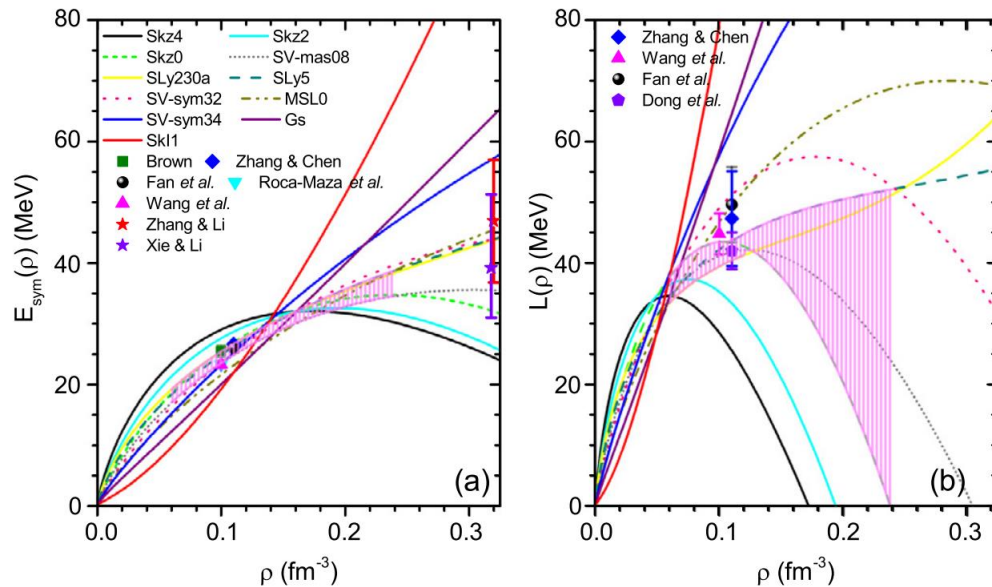 80
60
40
20
0
E_sym(ρ) (MeV)
Skz4 Skz2
Skz0 SV-mas08
SLy230a SLy5
SV-sym32 MSL0
SV-sym34 Gs
SkI1
Brown Zhang & Chen
Fan et al. Roca-Maza et al.
Wang et al.
Zhang & Li
Xie & Li
(a)
0.0 0.1 0.2 0.3
ρ (fm⁻³)
80
60
40
20
0
L(ρ) (MeV)
Zhang & Chen
Wang et al.
Fan et al.
Dong et al.
(b)
0.0 0.1 0.2 0.3
ρ (fm⁻³)